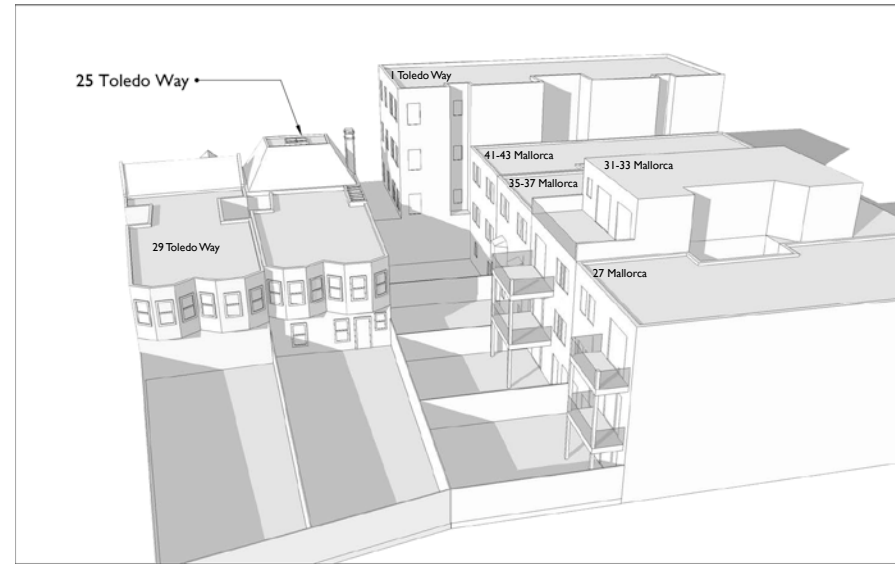 25 Toledo Way
1 Toledo Way
41-43 Mallorca
31-33 Mallorca
35-37 Mallorca
29 Toledo Way
27 Mallorca